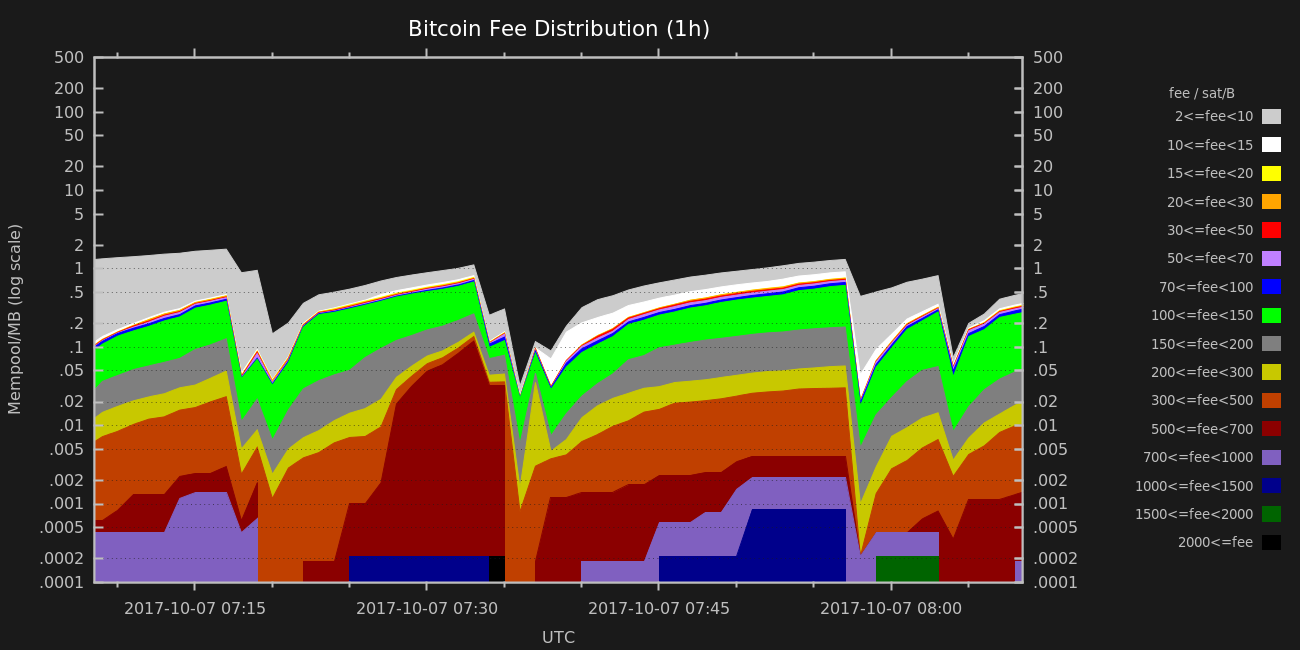 Bitcoin Fee Distribution (1h)
500 500
200 200
100 100
50 50
20 20
10 10
5 5
2 2
1 1
.5 .5
.2 .2
.1 .1
.05 .05
.02 .02
.01 .01
.005 .005
.002 .002
.001 .001
.0005 .0005
.0002 .0002
.0001 .0001
Mempool/MB (log scale)
2017-10-07 07:15 2017-10-07 07:30 2017-10-07 07:45 2017-10-07 08:00
UTC
fee / sat/B
2<=fee<10
10<=fee<15
15<=fee<20
20<=fee<30
30<=fee<50
50<=fee<70
70<=fee<100
100<=fee<150
150<=fee<200
200<=fee<300
300<=fee<500
500<=fee<700
700<=fee<1000
1000<=fee<1500
1500<=fee<2000
2000<=fee